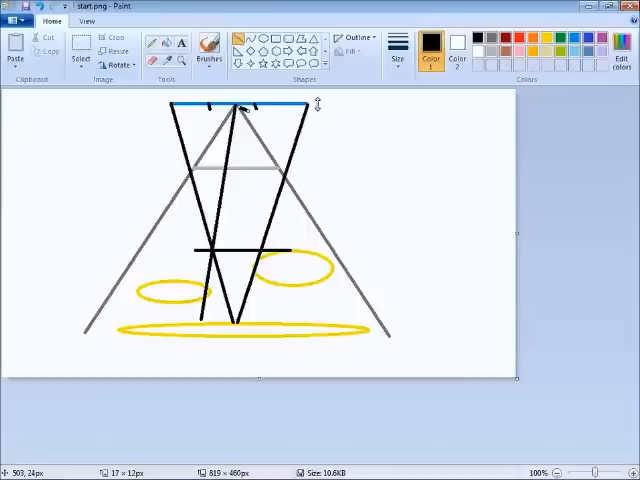 start.png - Paint
Home View
Paste
Cut
Copy
Clipboard
Select
Crop
Resize
Rotate
Image
A
Tools
Brushes
Outline
Fill
Shapes
Size
Color 1
Color 2
Edit colors
Colors
503, 24px
17 × 12px
819 × 460px
Size: 10.6KB
100%